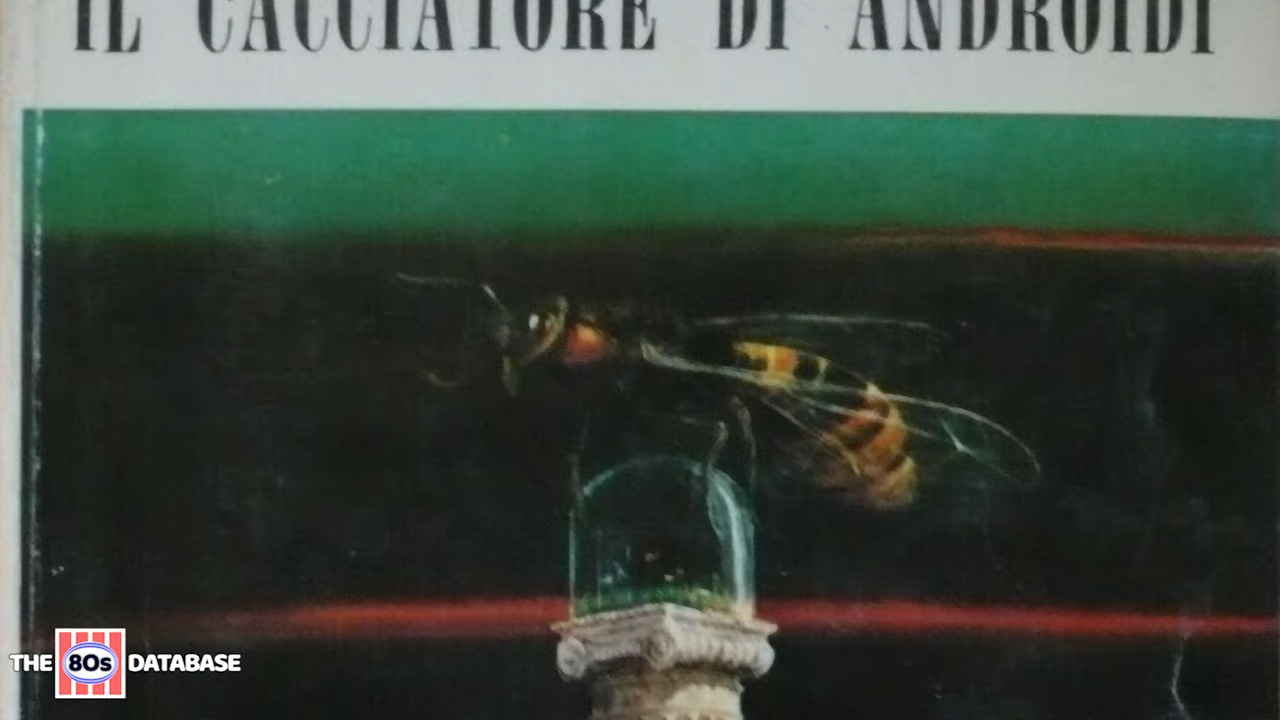 IL CACCIATORE DI ANDROIDI
THE 80s DATABASE